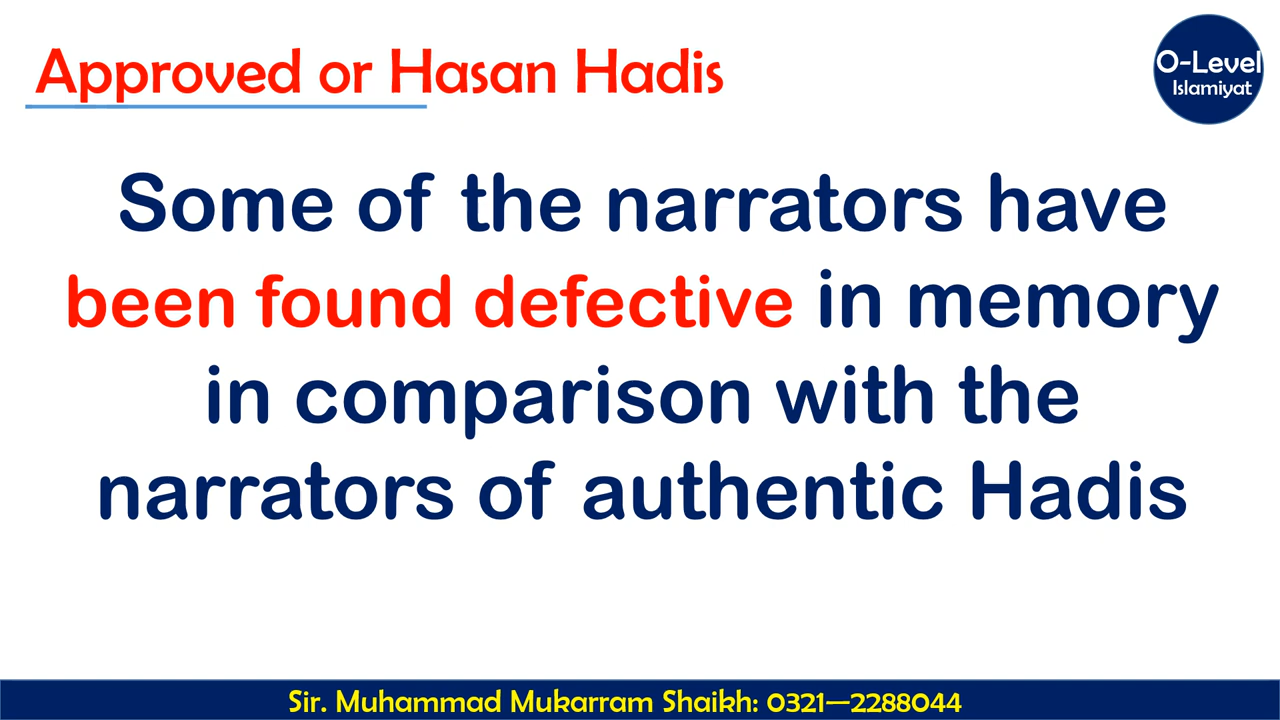 Approved or Hasan Hadis
O-Level
Islamiyat
Some of the narrators have
been found defective in memory
in comparison with the
narrators of authentic Hadis
Sir. Muhammad Mukarram Shaikh: 0321—2288044